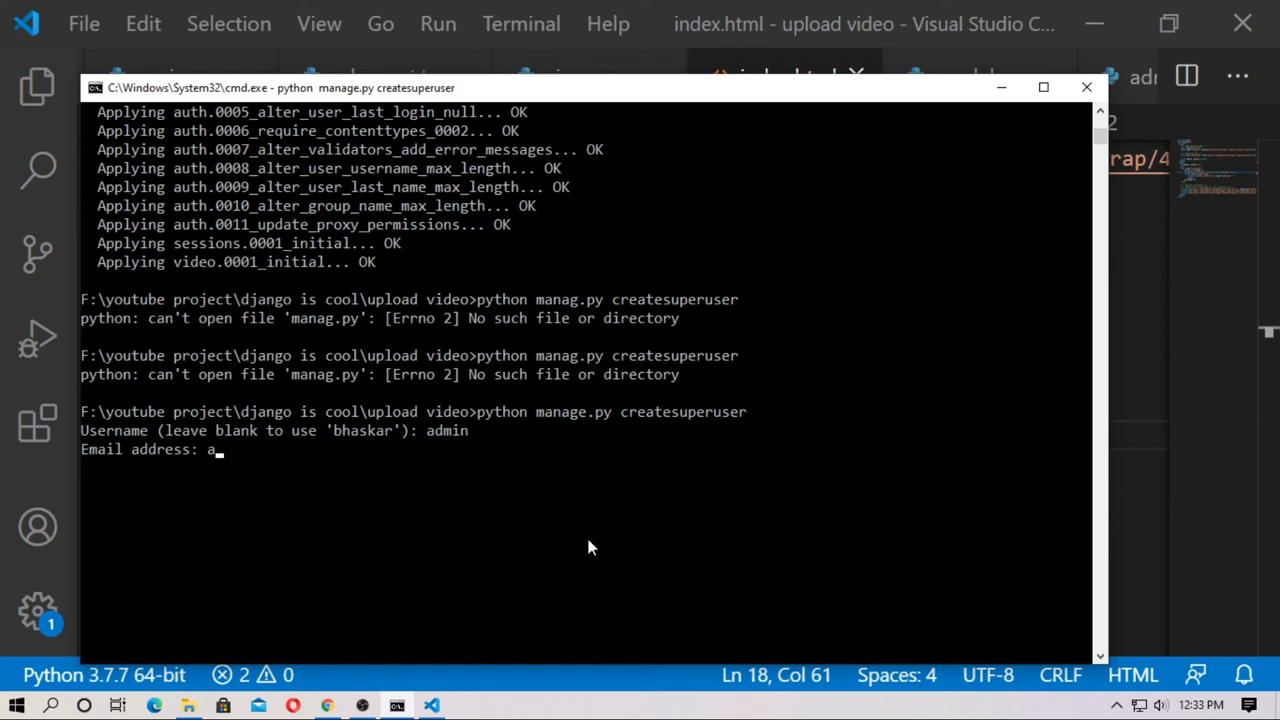 File Edit Selection View Go Run Terminal Help index.html - upload video - Visual Studio C...
C:\Windows\System32\cmd.exe - python manage.py createsuperuser
adr
2
rap/4
Applying auth.0005_alter_user_last_login_null... OK
Applying auth.0006_require_contenttypes_0002... OK
Applying auth.0007_alter_validators_add_error_messages... OK
Applying auth.0008_alter_user_username_max_length... OK
Applying auth.0009_alter_user_last_name_max_length... OK
Applying auth.0010_alter_group_name_max_length... OK
Applying auth.0011_update_proxy_permissions... OK
Applying sessions.0001_initial... OK
Applying video.0001_initial... OK
F:\youtube project\django is cool\upload video>python manag.py createsuperuser
python: can't open file 'manag.py': [Errno 2] No such file or directory
F:\youtube project\django is cool\upload video>python manag.py createsuperuser
python: can't open file 'manag.py': [Errno 2] No such file or directory
F:\youtube project\django is cool\upload video>python manage.py createsuperuser
Username (leave blank to use 'bhaskar'): admin
Email address: a
1
Python 3.7.7 64-bit 2 0 Ln 18, Col 61 Spaces: 4 UTF-8 CRLF HTML
12:33 PM